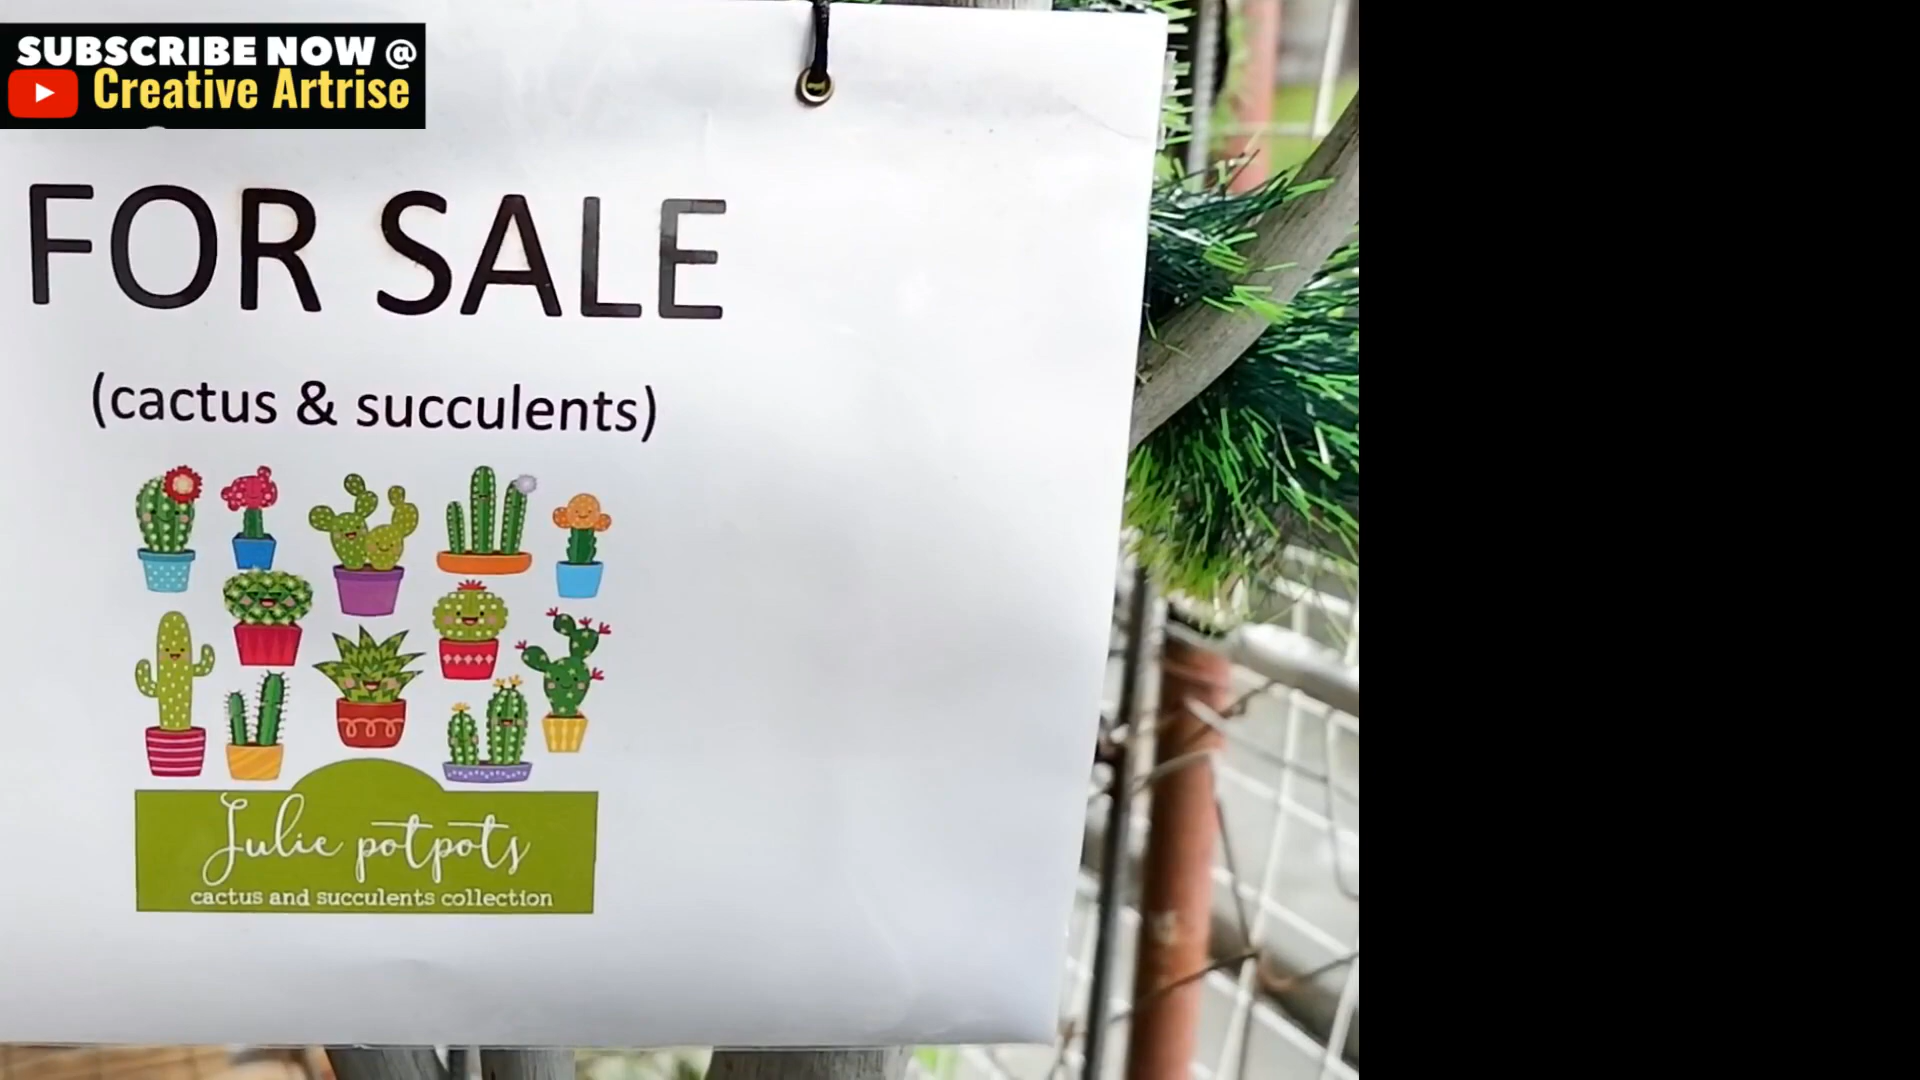 SUBSCRIBE NOW @
Creative Artrise
FOR SALE
(cactus & succulents)
Julie potpots
cactus and succulents collection